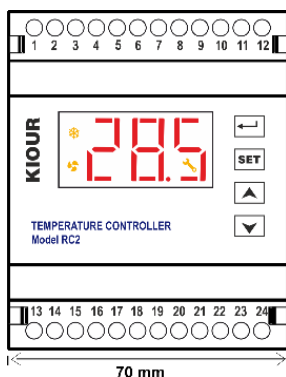 1 2 3 4 5 6 7 8 9 10 11 12
KIOUR
28.5
SET
TEMPERATURE CONTROLLER
Model RC2
13 14 15 16 17 18 19 20 21 22 23 24
70 mm